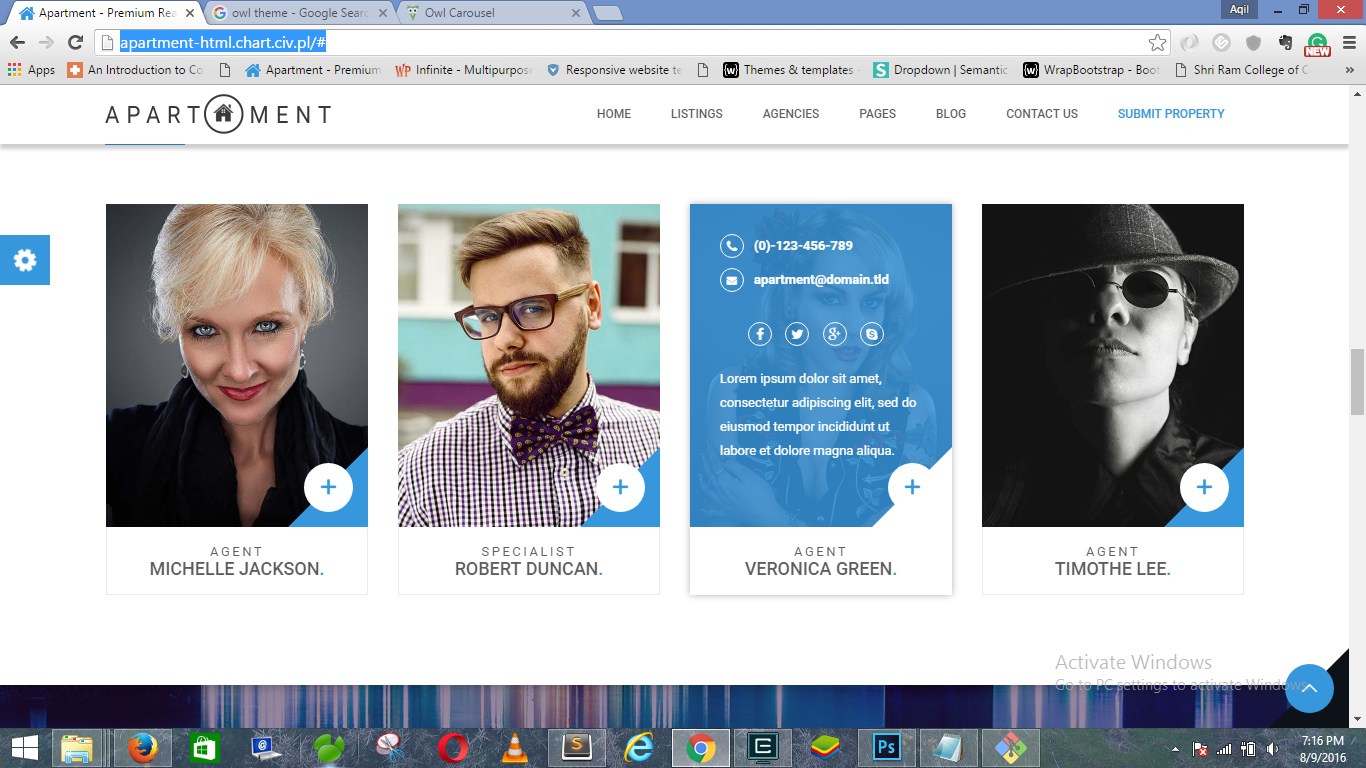 Apartment - Premium Rea
owl theme - Google Searc
Owl Carousel
Aqil
apartment-html.chart.civ.pl/#
NEW
Apps
An Introduction to Co
Apartment - Premium
WP Infinite - Multipurpose
Responsive website te
Themes & templates -
Dropdown | Semantic
WrapBootstrap - Boot
Shri Ram College of C
»
APARTMENT
HOME
LISTINGS
AGENCIES
PAGES
BLOG
CONTACT US
SUBMIT PROPERTY
(0)-123-456-789
apartment@domain.tld
Lorem ipsum dolor sit amet,
consectetur adipiscing elit, sed do
eiusmod tempor incididunt ut
labore et dolore magna aliqua.
AGENT
MICHELLE JACKSON.
SPECIALIST
ROBERT DUNCAN.
AGENT
VERONICA GREEN.
AGENT
TIMOTHE LEE.
Activate Windows
Go to PC settings to activate Windows.
Ps
7:16 PM
8/9/2016